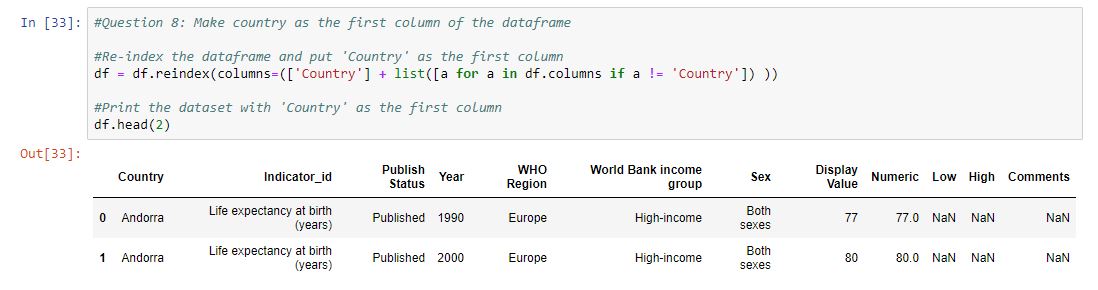 In [33]: #Question 8: Make country as the first column of the dataframe
#Re-index the dataframe and put 'Country' as the first column
df = df.reindex(columns=(['Country'] + list([a for a in df.columns if a != 'Country']) ))
#Print the dataset with 'Country' as the first column
df.head(2)
Out[33]:
Country Indicator_id Publish Status Year WHO Region World Bank income group Sex Display Value Numeric Low High Comments
0 Andorra Life expectancy at birth (years) Published 1990 Europe High-income Both sexes 77 77.0 NaN NaN NaN
1 Andorra Life expectancy at birth (years) Published 2000 Europe High-income Both sexes 80 80.0 NaN NaN NaN